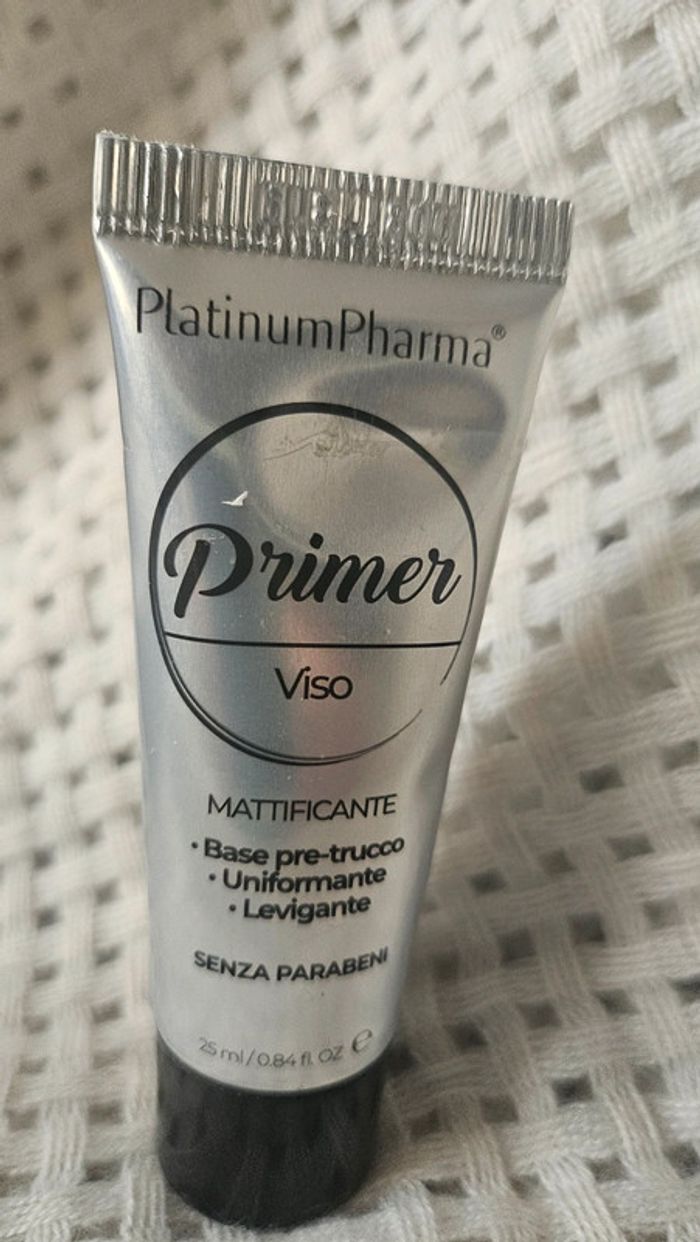 PlatinumPharma®
Primer
Viso
MATTIFICANTE
• Base pre-trucco
• Uniformante
• Levigante
SENZA PARABENI
25 ml / 0.84 fl. OZ ℮